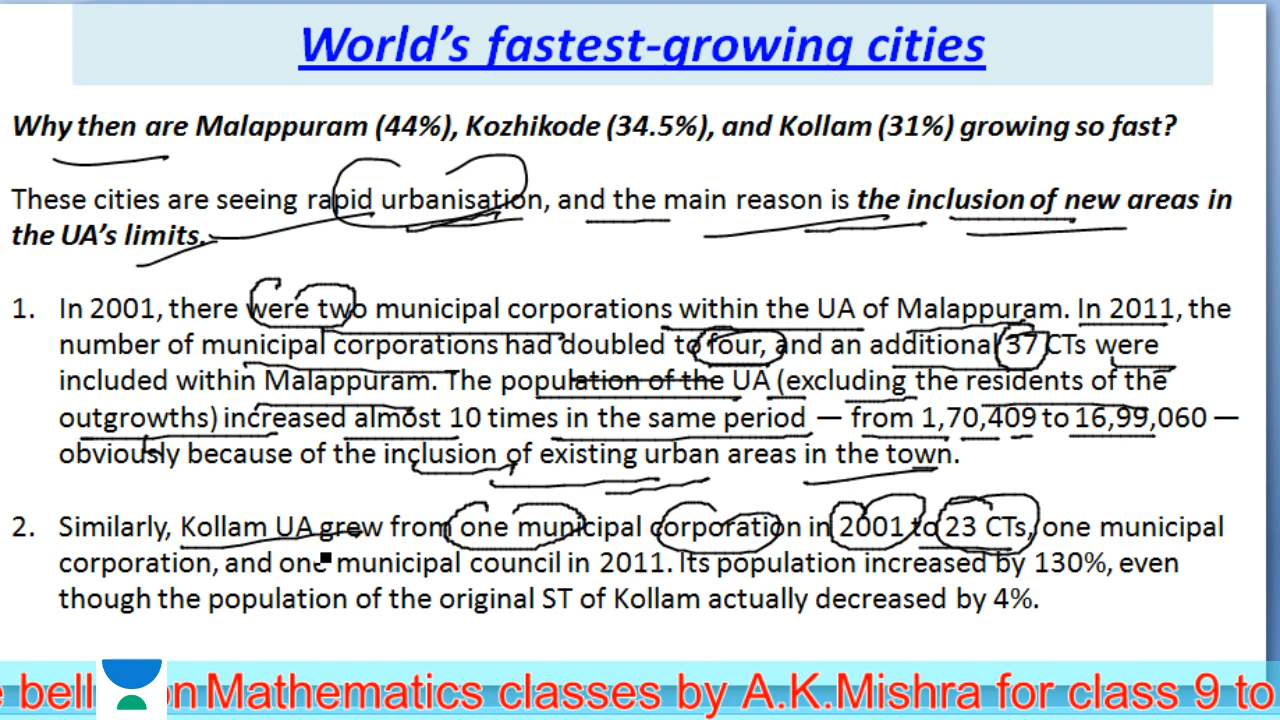 World's fastest-growing cities
Why then are Malappuram (44%), Kozhikode (34.5%), and Kollam (31%) growing so fast?
These cities are seeing rapid urbanisation, and the main reason is the inclusion of new areas in
the UA's limits.
1. In 2001, there were two municipal corporations within the UA of Malappuram. In 2011, the
number of municipal corporations had doubled to four, and an additional 37 CTs were
included within Malappuram. The population of the UA (excluding the residents of the
outgrowths) increased almost 10 times in the same period — from 1,70,409 to 16,99,060 —
obviously because of the inclusion of existing urban areas in the town.
2. Similarly, Kollam UA grew from one municipal corporation in 2001 to 23 CTs, one municipal
corporation, and one municipal council in 2011. Its population increased by 130%, even
though the population of the original ST of Kollam actually decreased by 4%.
bell on Mathematics classes by A.K.Mishra for class 9 to